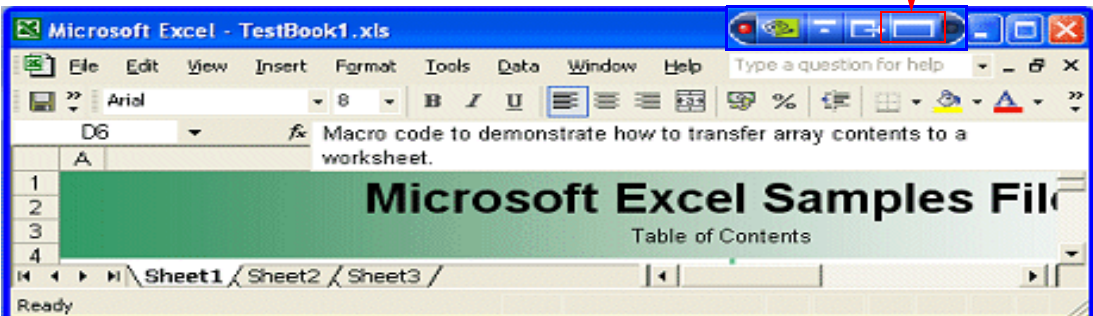 Microsoft Excel - TestBook1.xls
File Edit View Insert Format Tools Data Window Help Type a question for help
Arial 8 B I U %
D6 fx Macro code to demonstrate how to transfer array contents to a
worksheet.
A
1
Microsoft Excel Samples Fil
2
3 Table of Contents
4
Sheet1 Sheet2 Sheet3
Ready